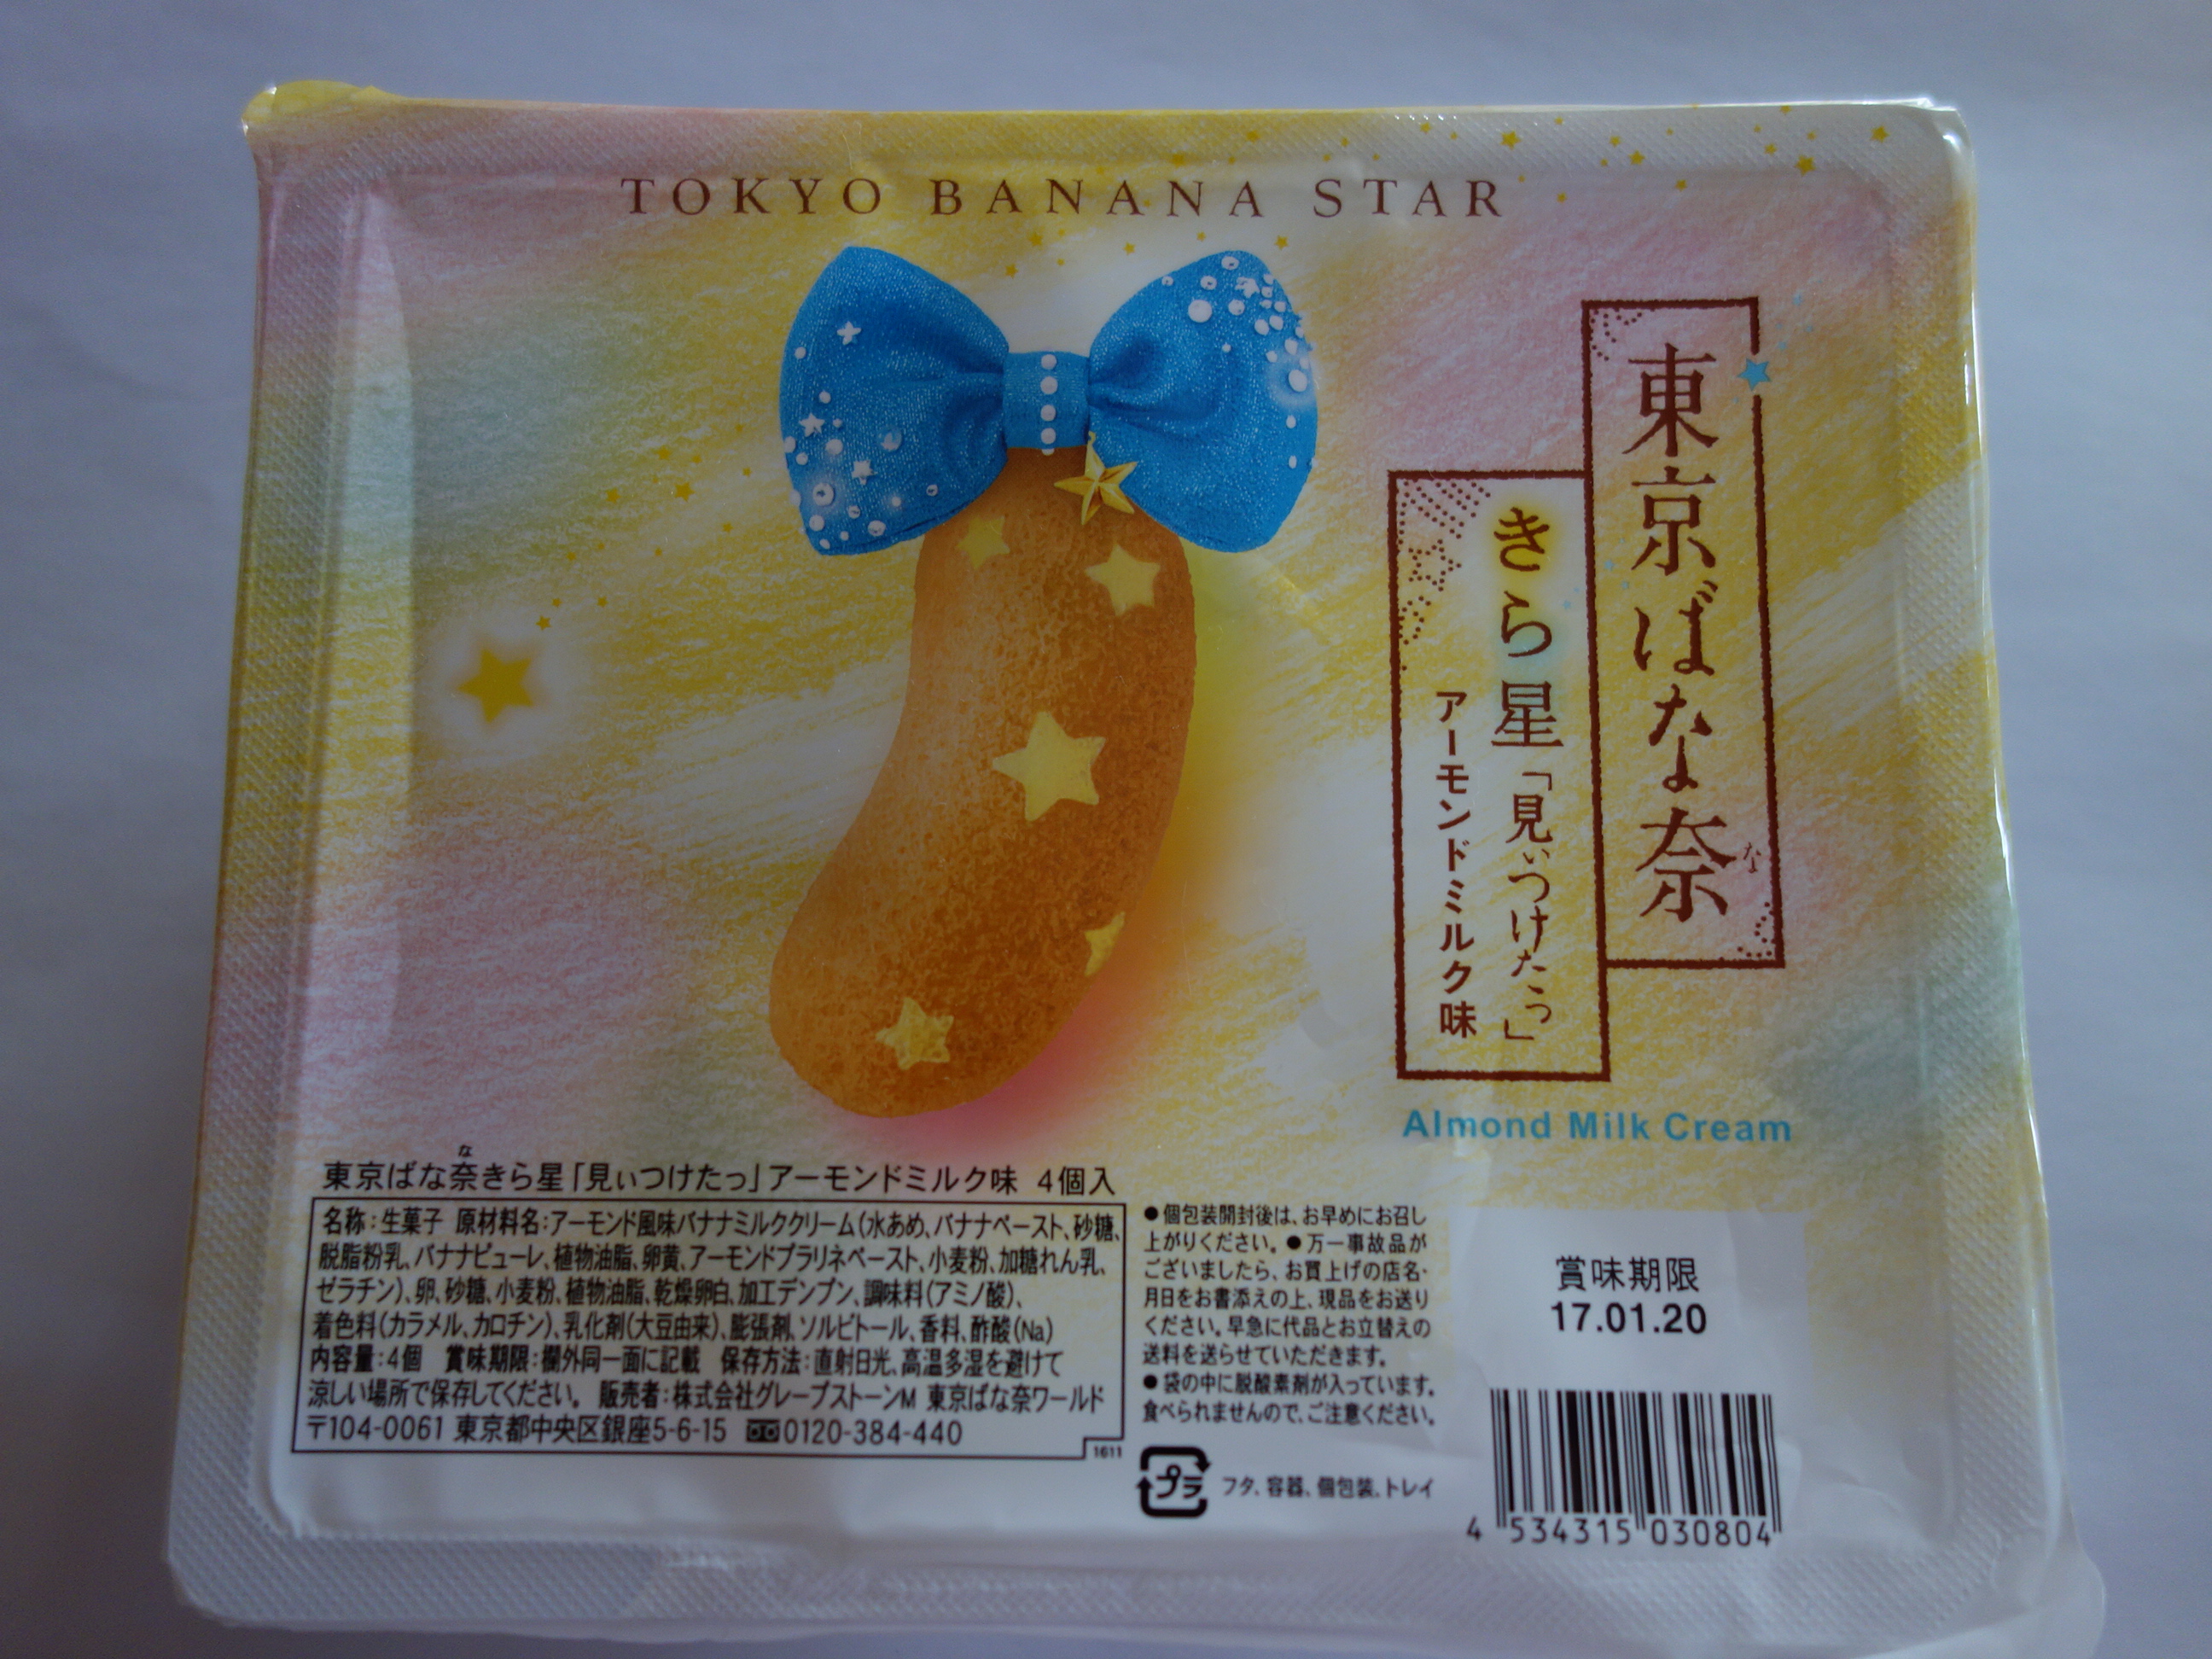 TOKYO BANANA STAR
東京ばな奈
な
きら星「見ぃつけたっ」
アーモンドミルク味
Almond Milk Cream
な
東京ばな奈きら星「見ぃつけたっ」アーモンドミルク味 4個入
名称:生菓子 原材料名:アーモンド風味バナナミルククリーム(水あめ、バナナペースト、砂糖、
脱脂粉乳、バナナピューレ、植物油脂、卵黄、アーモンドプラリネペースト、小麦粉、加糖れん乳、
ゼラチン)、卵、砂糖、小麦粉、植物油脂、乾燥卵白、加工デンプン、調味料(アミノ酸)、
着色料(カラメル、カロチン)、乳化剤(大豆由来)、膨張剤、ソルビトール、香料、酢酸(Na)
内容量:4個 賞味期限:欄外同一面に記載 保存方法:直射日光、高温多湿を避けて
涼しい場所で保存してください。 販売者:株式会社グレープストーンM 東京ばな奈ワールド
〒104-0061 東京都中央区銀座5-6-15 0120-384-440
1611
●個包装開封後は、お早めにお召し
上がりください。●万一事故品が
ございましたら、お買上げの店名・
月日をお書添えの上、現品をお送り
ください。早急に代品とお立替えの
送料を送らせていただきます。
●袋の中に脱酸素剤が入っています。
食べられませんので、ご注意ください。
プラ フタ、容器、個包装、トレイ
賞味期限
17.01.20
4 534315 030804